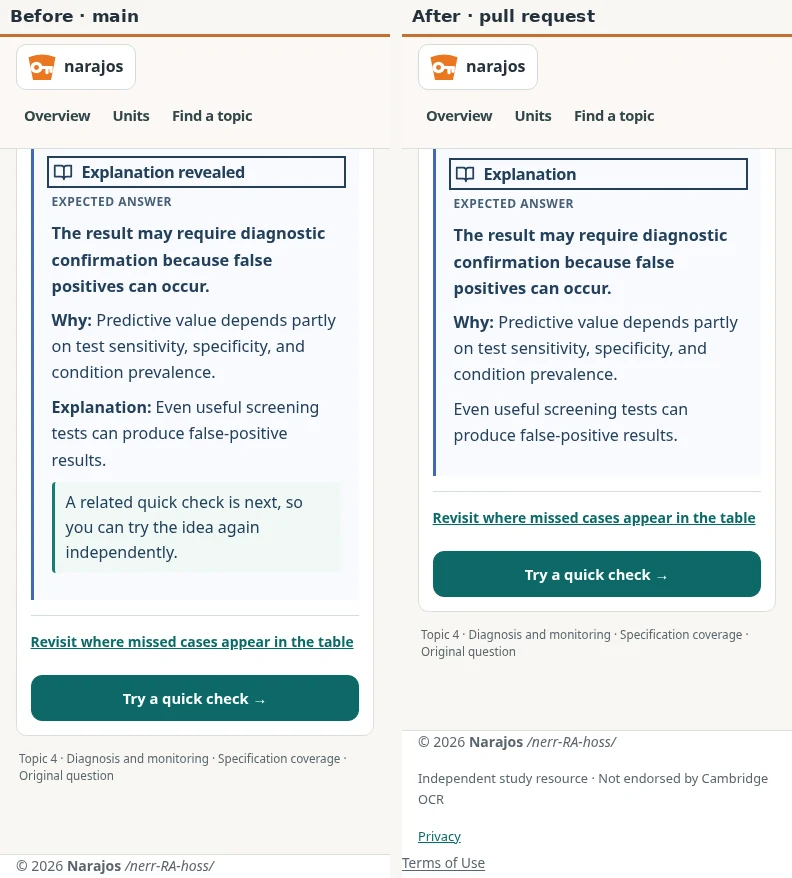 Before · main
narajos
Overview Units Find a topic
Explanation revealed
EXPECTED ANSWER
The result may require diagnostic
confirmation because false
positives can occur.
Why: Predictive value depends partly
on test sensitivity, specificity, and
condition prevalence.
Explanation: Even useful screening
tests can produce false-positive
results.
A related quick check is next, so
you can try the idea again
independently.
Revisit where missed cases appear in the table
Try a quick check →
Topic 4 · Diagnosis and monitoring · Specification coverage ·
Original question
© 2026 Narajos /nerr-RA-hoss/
After · pull request
narajos
Overview Units Find a topic
Explanation
EXPECTED ANSWER
The result may require diagnostic
confirmation because false
positives can occur.
Why: Predictive value depends partly
on test sensitivity, specificity, and
condition prevalence.
Even useful screening tests can
produce false-positive results.
Revisit where missed cases appear in the table
Try a quick check →
Topic 4 · Diagnosis and monitoring · Specification coverage ·
Original question
© 2026 Narajos /nerr-RA-hoss/
Independent study resource · Not endorsed by Cambridge
OCR
Privacy
Terms of Use